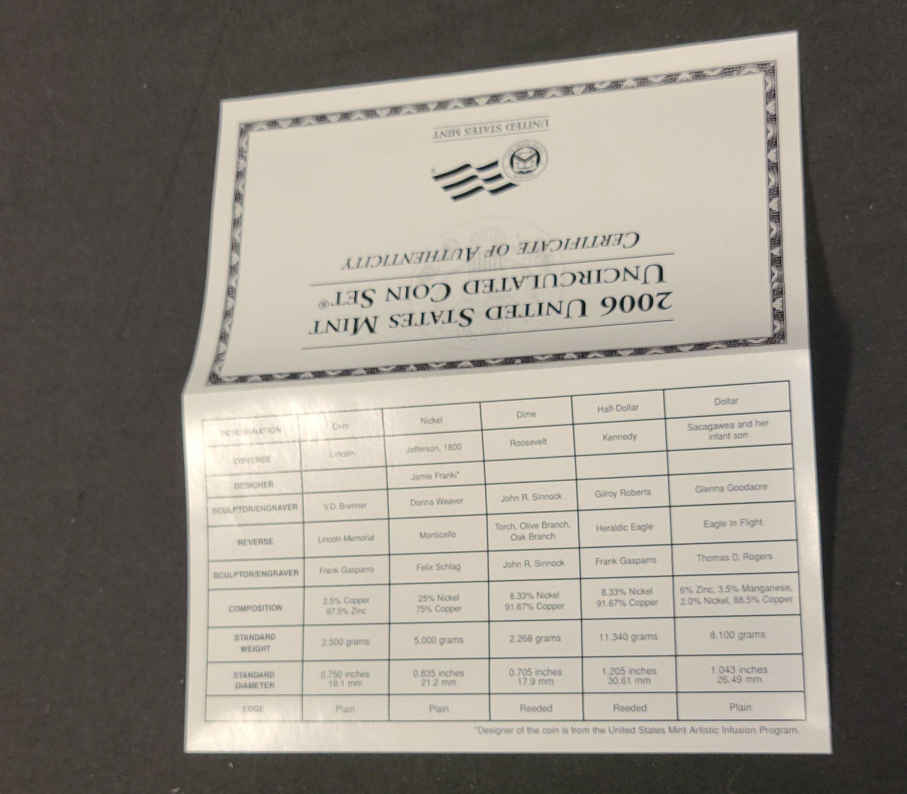 UNITED STATES MINT
2006 UNITED STATES MINT
UNCIRCULATED COIN SET®
CERTIFICATE OF AUTHENTICITY
DENOMINATION Cent Nickel Dime Half-Dollar Dollar
OBVERSE Lincoln Jefferson, 1800 Roosevelt Kennedy Sacagawea and her
infant son
DESIGNER Jamie Franki*
SCULPTOR/ENGRAVER V.D. Brenner Donna Weaver John R. Sinnock Gilroy Roberts Glenna Goodacre
REVERSE Lincoln Memorial Monticello Torch, Olive Branch,
Oak Branch Heraldic Eagle Eagle in Flight
SCULPTOR/ENGRAVER Frank Gasparro Felix Schlag John R. Sinnock Frank Gasparro Thomas D. Rogers
COMPOSITION 2.5% Copper 25% Nickel 8.33% Nickel 8.33% Nickel 6% Zinc, 3.5% Manganese,
97.5% Zinc 75% Copper 91.67% Copper 91.67% Copper 2.0% Nickel, 88.5% Copper
STANDARD
WEIGHT 2.500 grams 5.000 grams 2.268 grams 11.340 grams 8.100 grams
STANDARD 0.750 inches 0.835 inches 0.705 inches 1.205 inches 1.043 inches
DIAMETER 19.1 mm 21.2 mm 17.9 mm 30.61 mm 26.49 mm
EDGE Plain Plain Reeded Reeded Plain
*Designer of the coin is from the United States Mint Artistic Infusion Program.